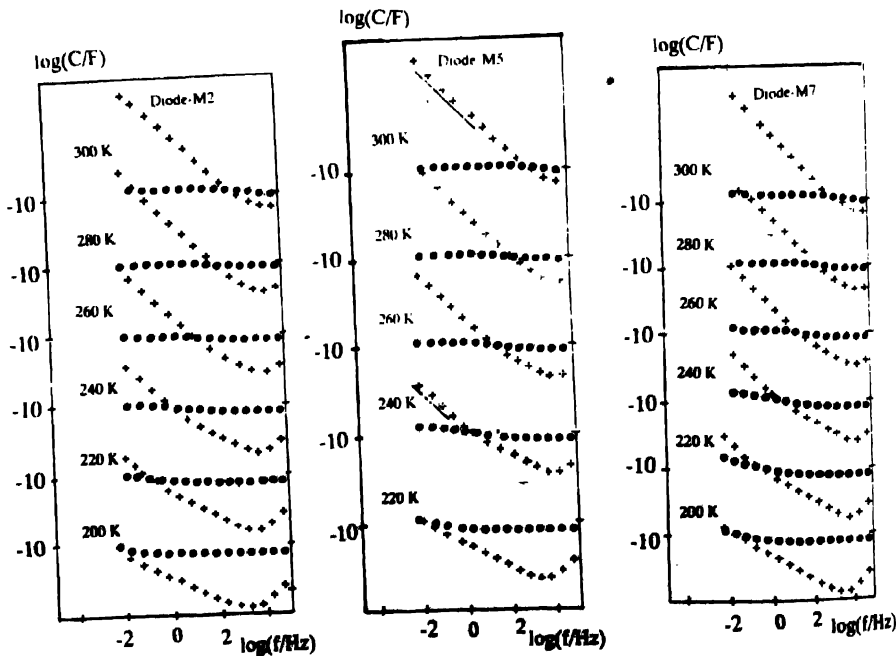 log(C/F)
Diode-M2
300 K
-10
280 K
-10
260 K
-10
240 K
-10
220 K
-10
200 K
-10
-2 0 2
log(f/Hz)
log(C/F)
Diode-M5
300 K
-10
280 K
-10
260 K
-10
240 K
-10
220 K
-10
-2 0 2
log(f/Hz)
log(C/F)
Diode-M7
300 K
-10
280 K
-10
260 K
-10
240 K
-10
220 K
-10
200 K
-10
-2 0 2
log(f/Hz)